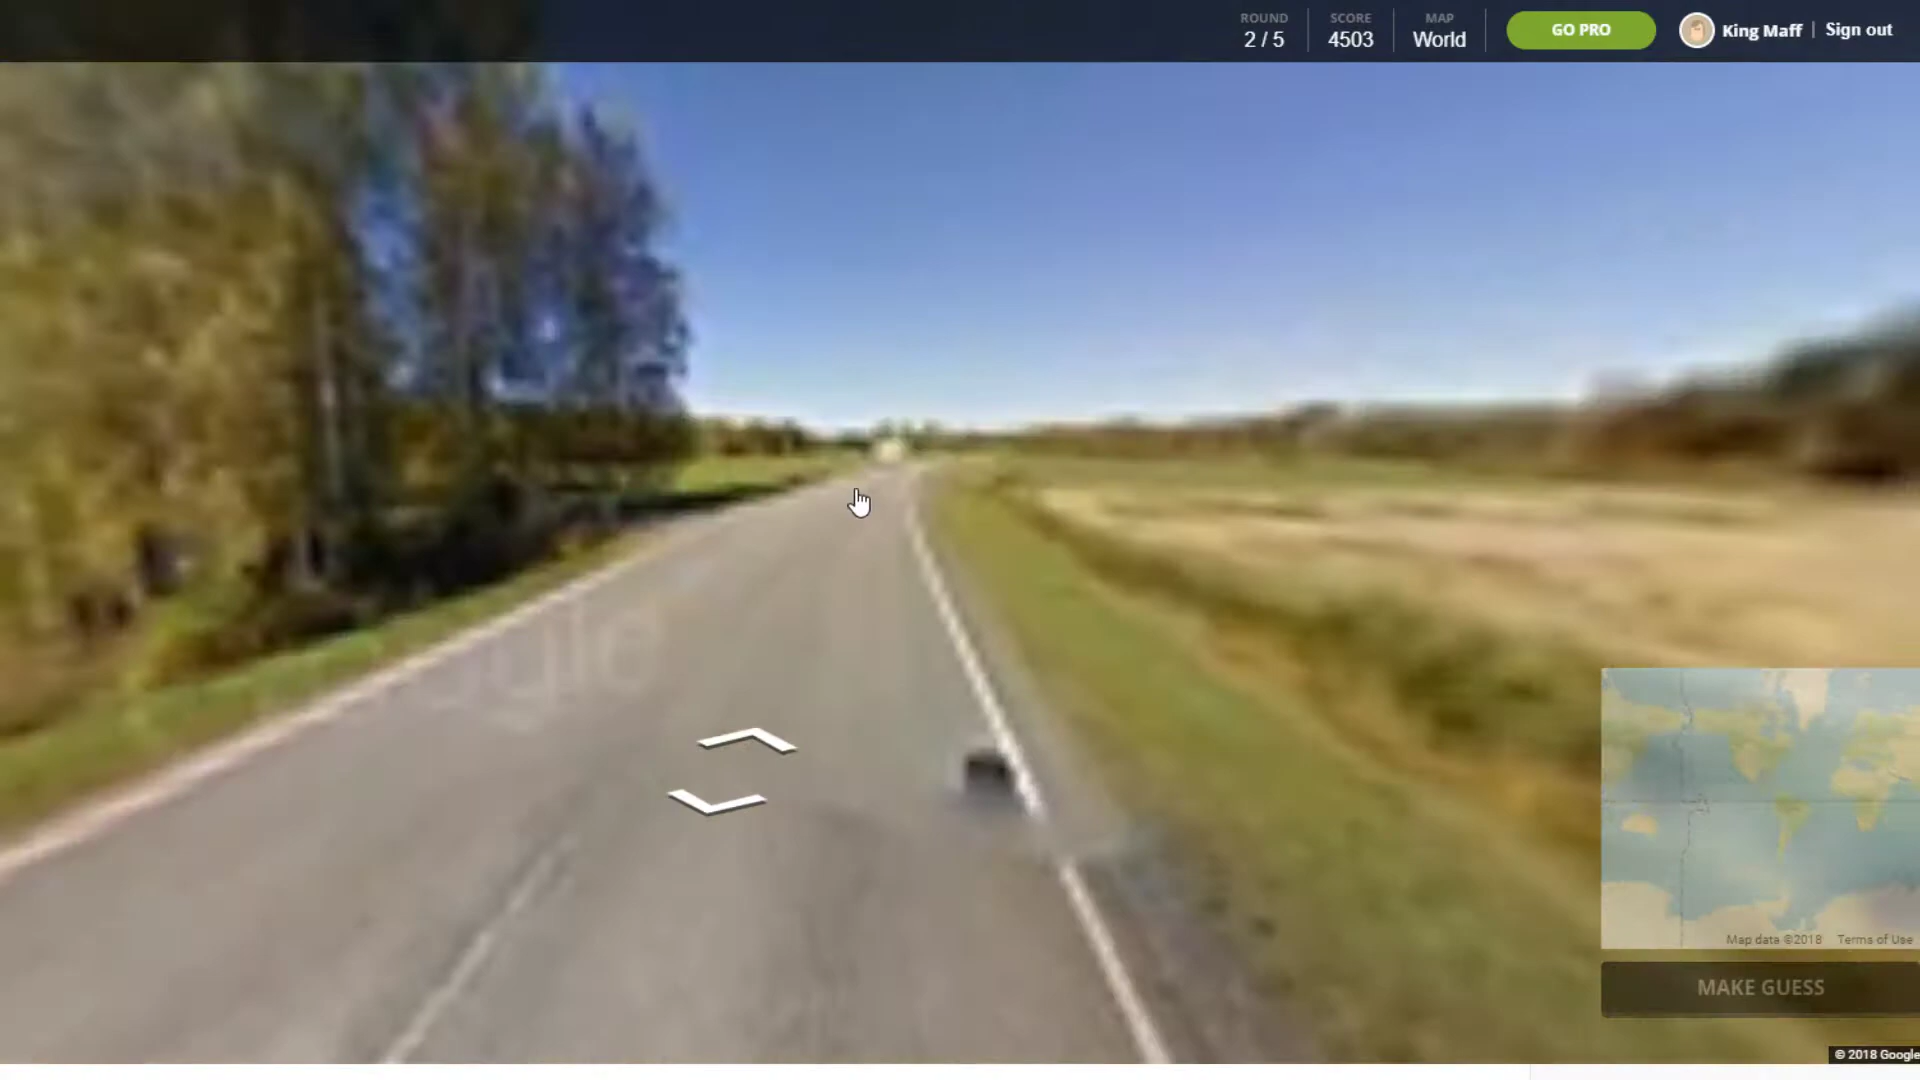 ROUND
2 / 5
SCORE
4503
MAP
World
GO PRO
King Maff
Sign out
Map data ©2018
Terms of Use
MAKE GUESS
© 2018 Google